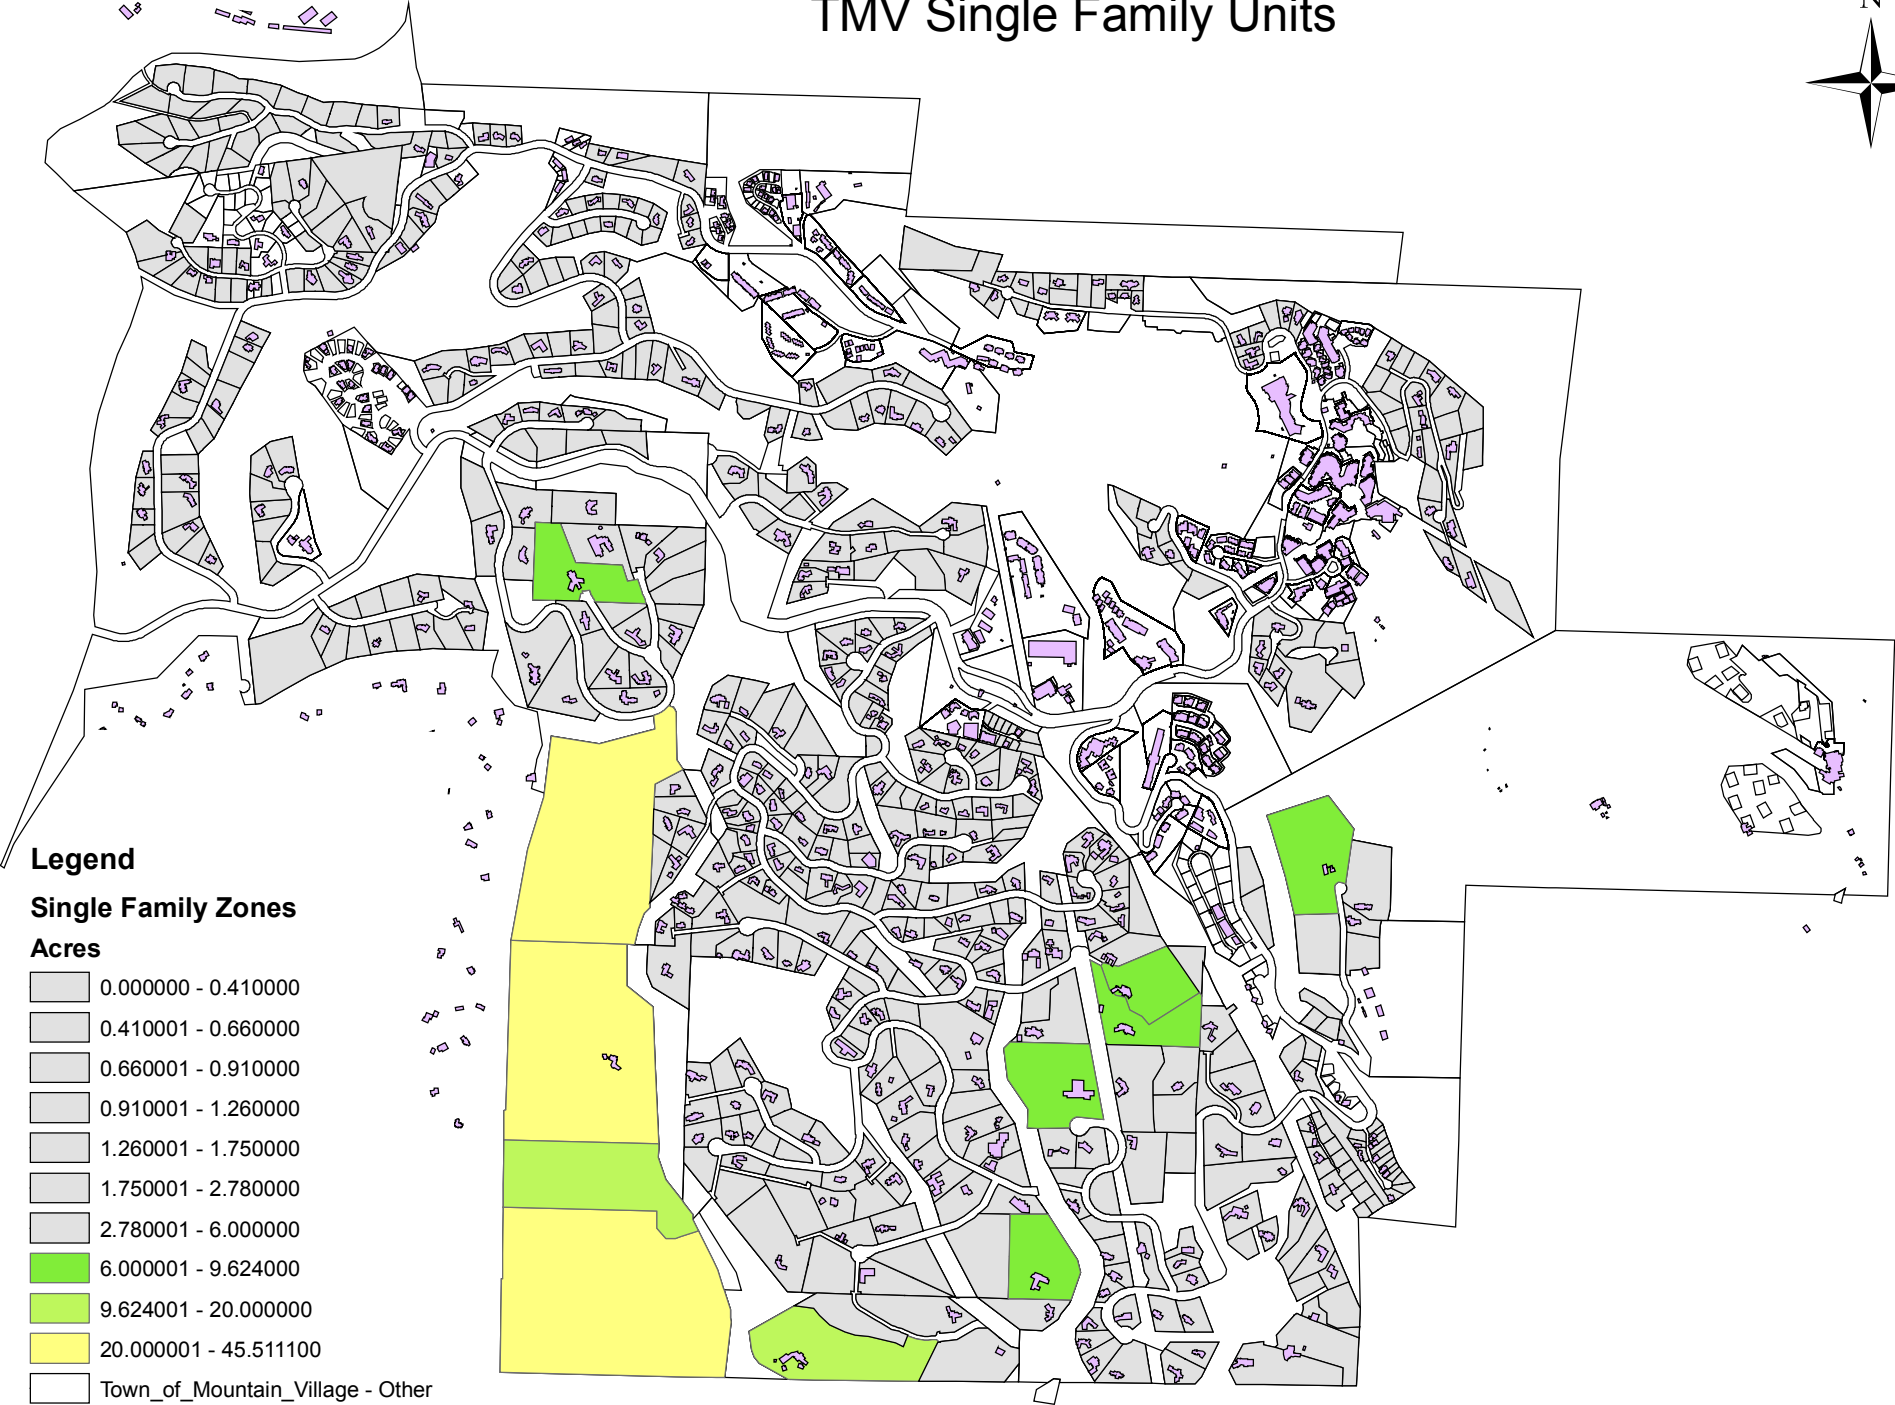 TMV Single Family Units
N
Legend
Single Family Zones
Acres
0.000000 - 0.410000
0.410001 - 0.660000
0.660001 - 0.910000
0.910001 - 1.260000
1.260001 - 1.750000
1.750001 - 2.780000
2.780001 - 6.000000
6.000001 - 9.624000
9.624001 - 20.000000
20.000001 - 45.511100
Town_of_Mountain_Village - Other